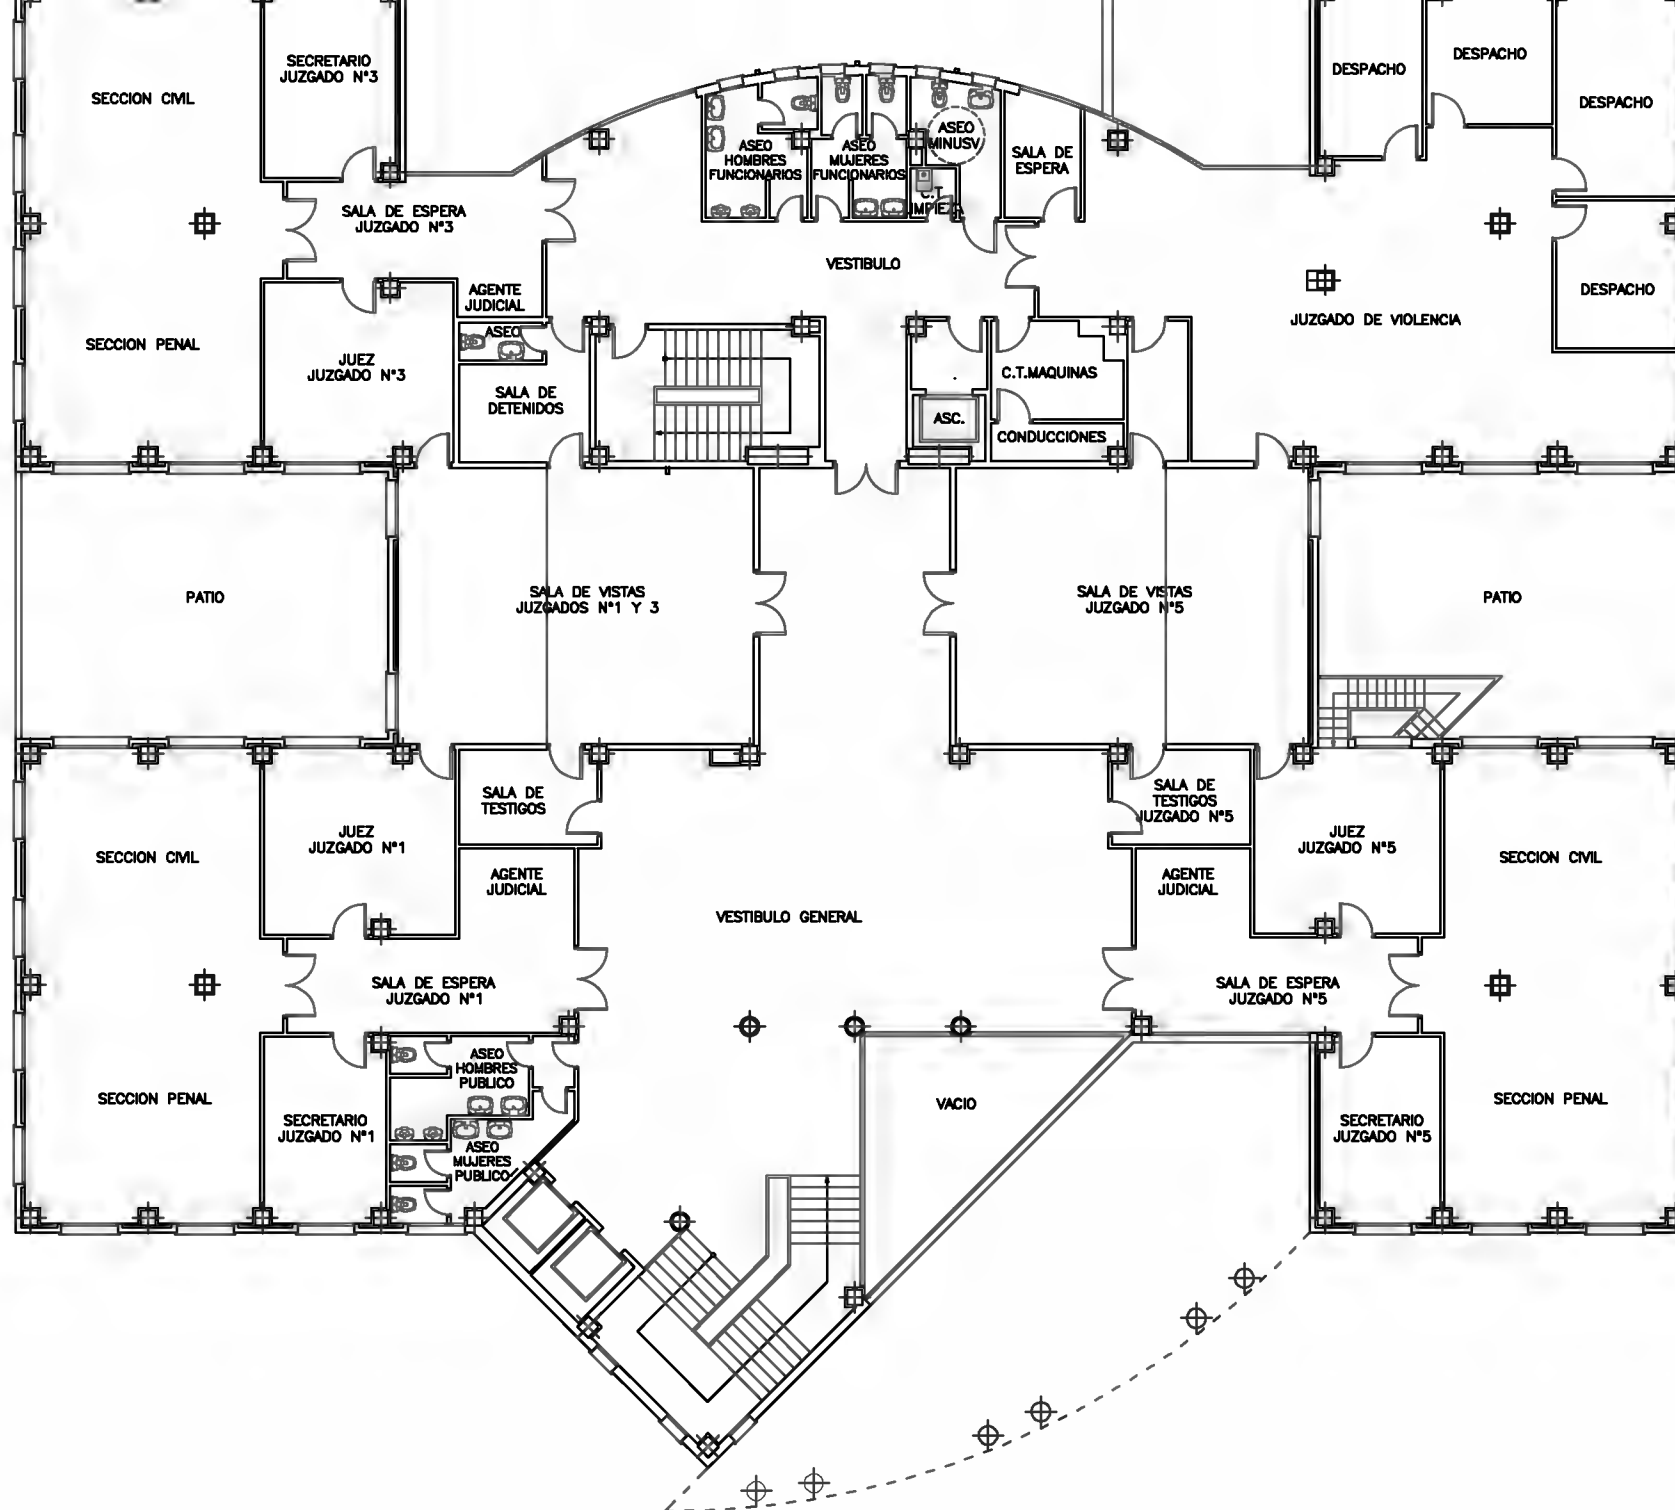 SECRETARIO
JUZGADO Nº3
SECCION CIVIL
DESPACHO
DESPACHO
DESPACHO
ASEO
HOMBRES
FUNCIONARIOS
ASEO
MUJERES
FUNCIONARIOS
ASEO
MINUSV
SALA DE
ESPERA
C.T.
LIMPIEZA
SALA DE ESPERA
JUZGADO Nº3
VESTIBULO
AGENTE
JUDICIAL
DESPACHO
JUZGADO DE VIOLENCIA
SECCION PENAL
ASEO
JUEZ
JUZGADO Nº3
SALA DE
DETENIDOS
C.T.MAQUINAS
ASC.
CONDUCCIONES
PATIO
SALA DE VISTAS
JUZGADOS Nº1 Y 3
SALA DE VISTAS
JUZGADO Nº5
PATIO
SALA DE
TESTIGOS
SALA DE
TESTIGOS
JUZGADO Nº5
SECCION CIVIL
JUEZ
JUZGADO Nº1
JUEZ
JUZGADO Nº5
SECCION CIVIL
AGENTE
JUDICIAL
AGENTE
JUDICIAL
VESTIBULO GENERAL
SALA DE ESPERA
JUZGADO Nº1
SALA DE ESPERA
JUZGADO Nº5
ASEO
HOMBRES
PUBLICO
SECCION PENAL
VACIO
SECCION PENAL
SECRETARIO
JUZGADO Nº1
SECRETARIO
JUZGADO Nº5
ASEO
MUJERES
PUBLICO